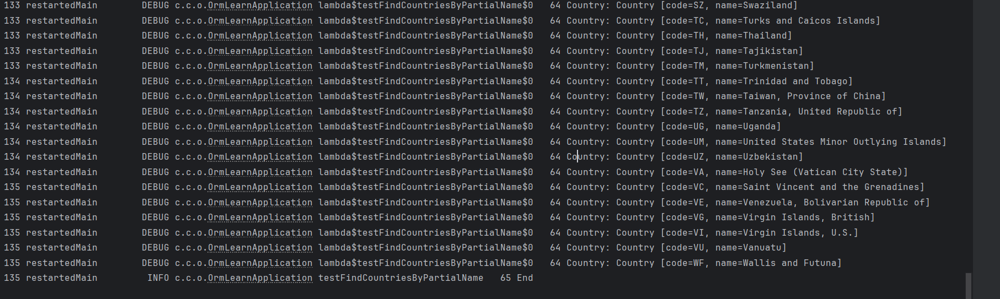 133 restartedMain DEBUG c.c.o.OrmLearnApplication lambda$testFindCountriesByPartialName$0 64 Country: Country [code=SZ, name=Swaziland]
133 restartedMain DEBUG c.c.o.OrmLearnApplication lambda$testFindCountriesByPartialName$0 64 Country: Country [code=TC, name=Turks and Caicos Islands]
133 restartedMain DEBUG c.c.o.OrmLearnApplication lambda$testFindCountriesByPartialName$0 64 Country: Country [code=TH, name=Thailand]
133 restartedMain DEBUG c.c.o.OrmLearnApplication lambda$testFindCountriesByPartialName$0 64 Country: Country [code=TJ, name=Tajikistan]
133 restartedMain DEBUG c.c.o.OrmLearnApplication lambda$testFindCountriesByPartialName$0 64 Country: Country [code=TM, name=Turkmenistan]
134 restartedMain DEBUG c.c.o.OrmLearnApplication lambda$testFindCountriesByPartialName$0 64 Country: Country [code=TT, name=Trinidad and Tobago]
134 restartedMain DEBUG c.c.o.OrmLearnApplication lambda$testFindCountriesByPartialName$0 64 Country: Country [code=TW, name=Taiwan, Province of China]
134 restartedMain DEBUG c.c.o.OrmLearnApplication lambda$testFindCountriesByPartialName$0 64 Country: Country [code=TZ, name=Tanzania, United Republic of]
134 restartedMain DEBUG c.c.o.OrmLearnApplication lambda$testFindCountriesByPartialName$0 64 Country: Country [code=UG, name=Uganda]
134 restartedMain DEBUG c.c.o.OrmLearnApplication lambda$testFindCountriesByPartialName$0 64 Country: Country [code=UM, name=United States Minor Outlying Islands]
134 restartedMain DEBUG c.c.o.OrmLearnApplication lambda$testFindCountriesByPartialName$0 64 Country: Country [code=UZ, name=Uzbekistan]
134 restartedMain DEBUG c.c.o.OrmLearnApplication lambda$testFindCountriesByPartialName$0 64 Country: Country [code=VA, name=Holy See (Vatican City State)]
135 restartedMain DEBUG c.c.o.OrmLearnApplication lambda$testFindCountriesByPartialName$0 64 Country: Country [code=VC, name=Saint Vincent and the Grenadines]
135 restartedMain DEBUG c.c.o.OrmLearnApplication lambda$testFindCountriesByPartialName$0 64 Country: Country [code=VE, name=Venezuela, Bolivarian Republic of]
135 restartedMain DEBUG c.c.o.OrmLearnApplication lambda$testFindCountriesByPartialName$0 64 Country: Country [code=VG, name=Virgin Islands, British]
135 restartedMain DEBUG c.c.o.OrmLearnApplication lambda$testFindCountriesByPartialName$0 64 Country: Country [code=VI, name=Virgin Islands, U.S.]
135 restartedMain DEBUG c.c.o.OrmLearnApplication lambda$testFindCountriesByPartialName$0 64 Country: Country [code=VU, name=Vanuatu]
135 restartedMain DEBUG c.c.o.OrmLearnApplication lambda$testFindCountriesByPartialName$0 64 Country: Country [code=WF, name=Wallis and Futuna]
135 restartedMain INFO c.c.o.OrmLearnApplication testFindCountriesByPartialName 65 End